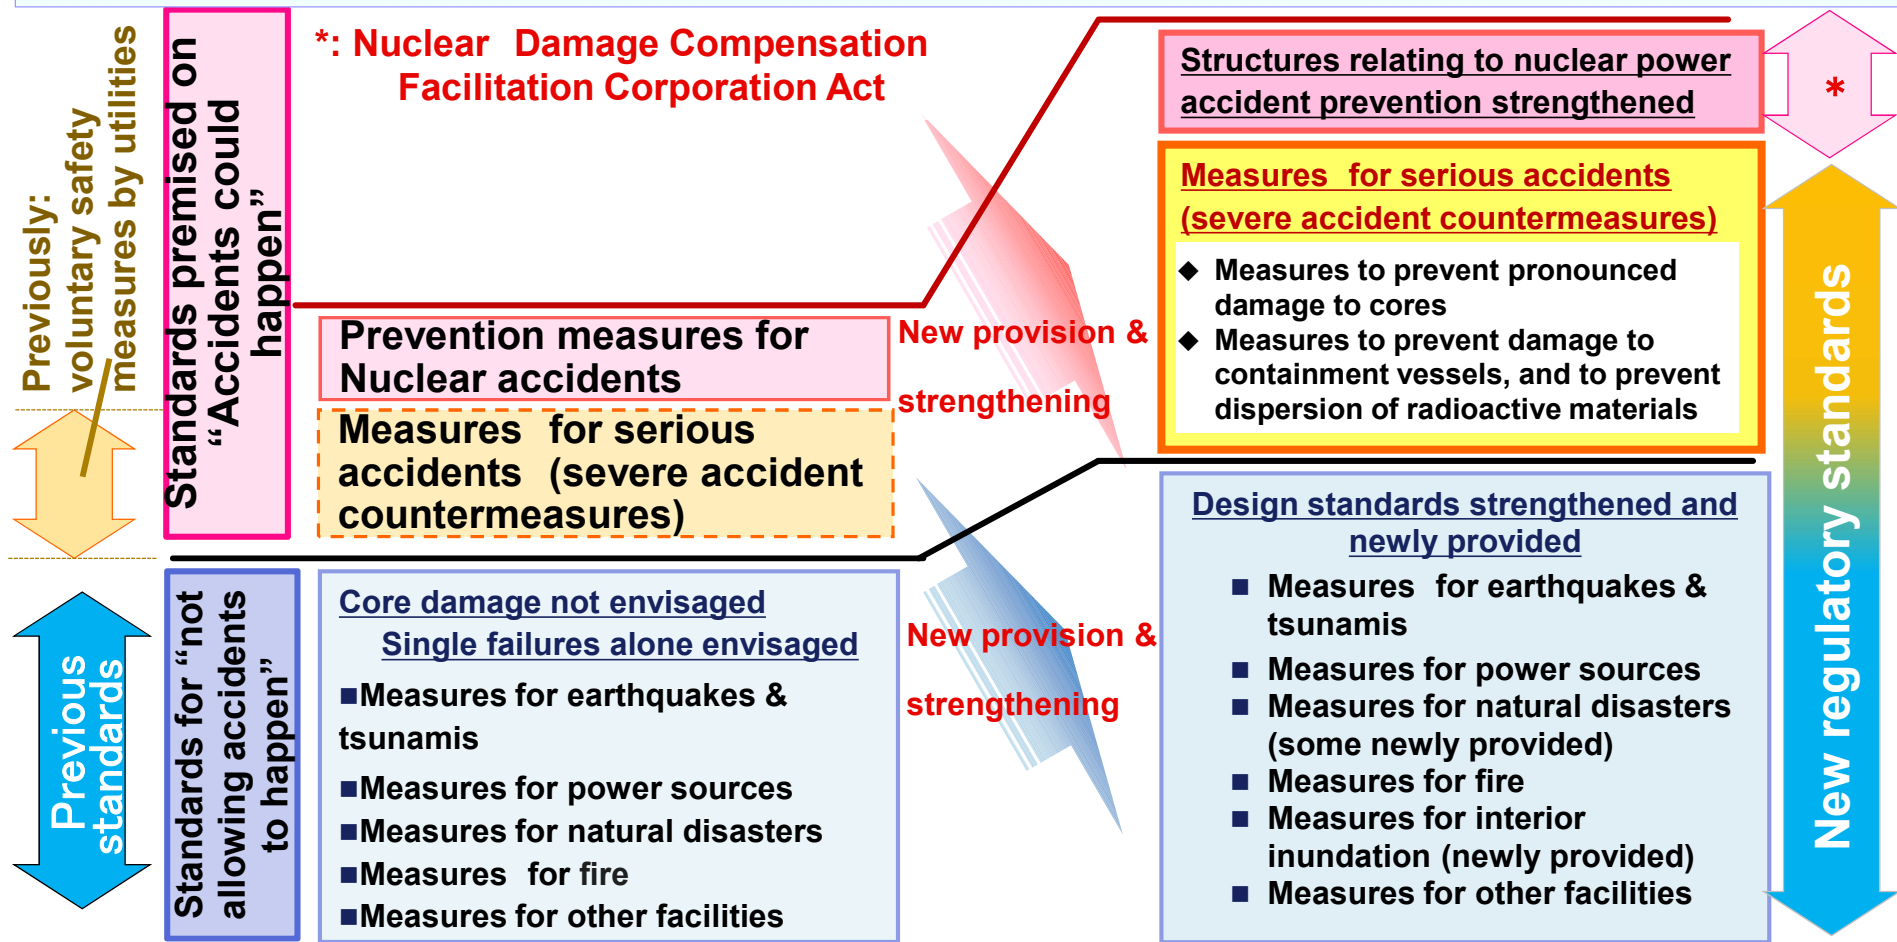 *: Nuclear Damage Compensation
Facilitation Corporation Act
Previously:
voluntary safety
measures by utilities
Standards premised on
“Accidents could
happen”
Prevention measures for
Nuclear accidents
Measures for serious
accidents (severe accident
countermeasures)
New provision &
strengthening
Structures relating to nuclear power
accident prevention strengthened
*
Measures for serious accidents
(severe accident countermeasures)
◆ Measures to prevent pronounced
damage to cores
◆ Measures to prevent damage to
containment vessels, and to prevent
dispersion of radioactive materials
Previous
standards
Standards for “not
allowing accidents
to happen”
Core damage not envisaged
Single failures alone envisaged
■Measures for earthquakes &
tsunamis
■Measures for power sources
■Measures for natural disasters
■Measures for fire
■Measures for other facilities
New provision &
strengthening
Design standards strengthened and
newly provided
■ Measures for earthquakes &
tsunamis
■ Measures for power sources
■ Measures for natural disasters
(some newly provided)
■ Measures for fire
■ Measures for interior
inundation (newly provided)
■ Measures for other facilities
New regulatory standards